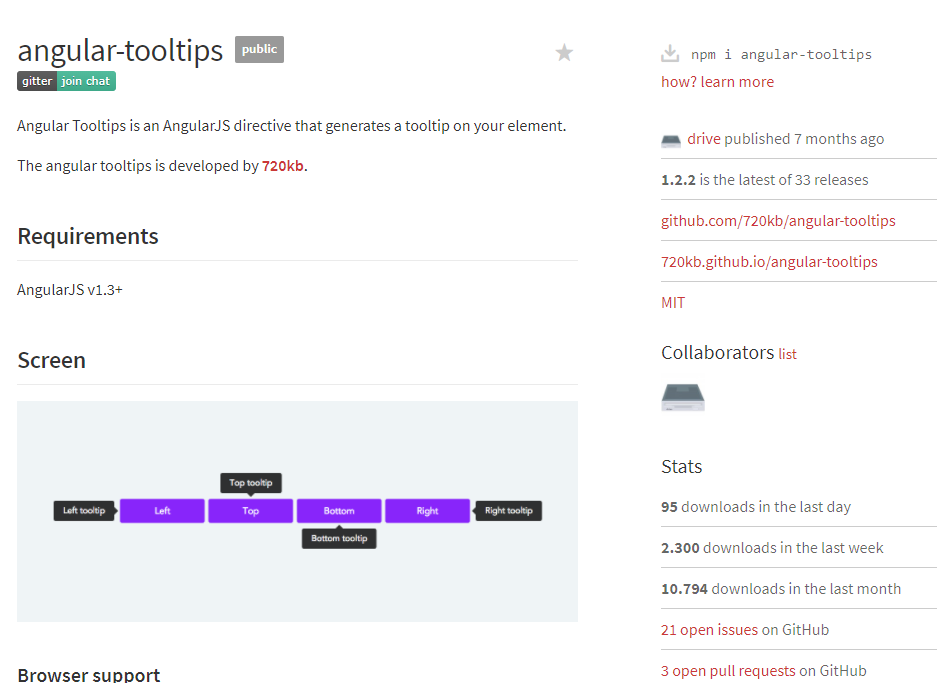 angular-tooltips public
gitter join chat
Angular Tooltips is an AngularJS directive that generates a tooltip on your element.
The angular tooltips is developed by 720kb.
Requirements
AngularJS v1.3+
Screen
Top tooltip
Left tooltip Left Top Bottom Right Right tooltip
Bottom tooltip
Browser support
npm i angular-tooltips
how? learn more
drive published 7 months ago
1.2.2 is the latest of 33 releases
github.com/720kb/angular-tooltips
720kb.github.io/angular-tooltips
MIT
Collaborators list
Stats
95 downloads in the last day
2.300 downloads in the last week
10.794 downloads in the last month
21 open issues on GitHub
3 open pull requests on GitHub